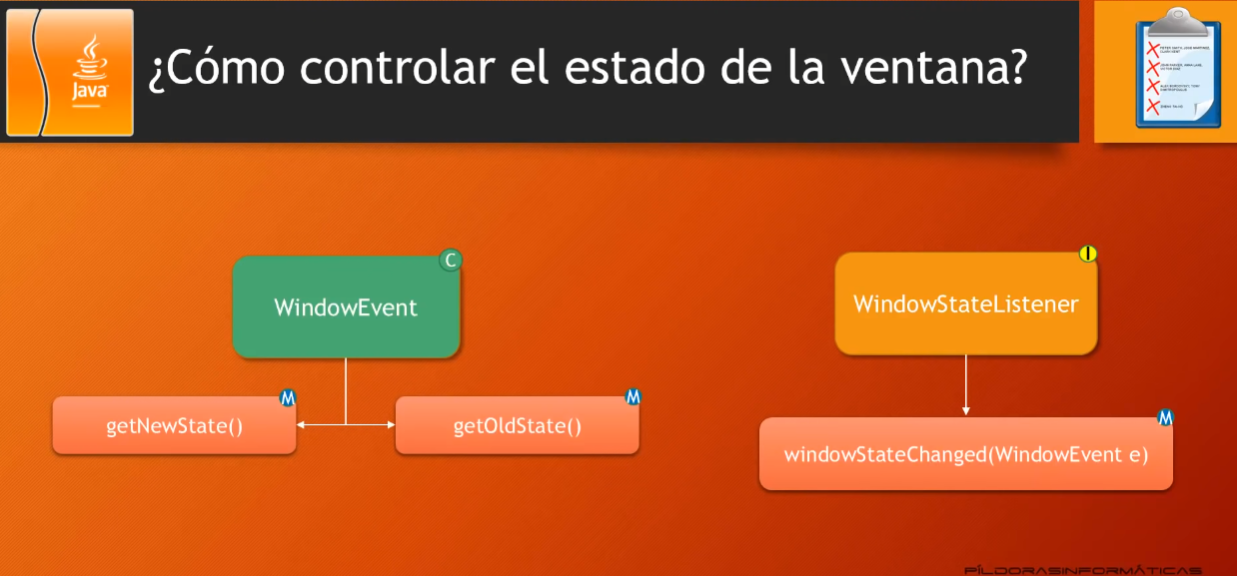 Java
¿Cómo controlar el estado de la ventana?
C
WindowEvent
M
getNewState()
M
getOldState()
I
WindowStateListener
M
windowStateChanged(WindowEvent e)
PÍLDORASINFORMÁTICAS